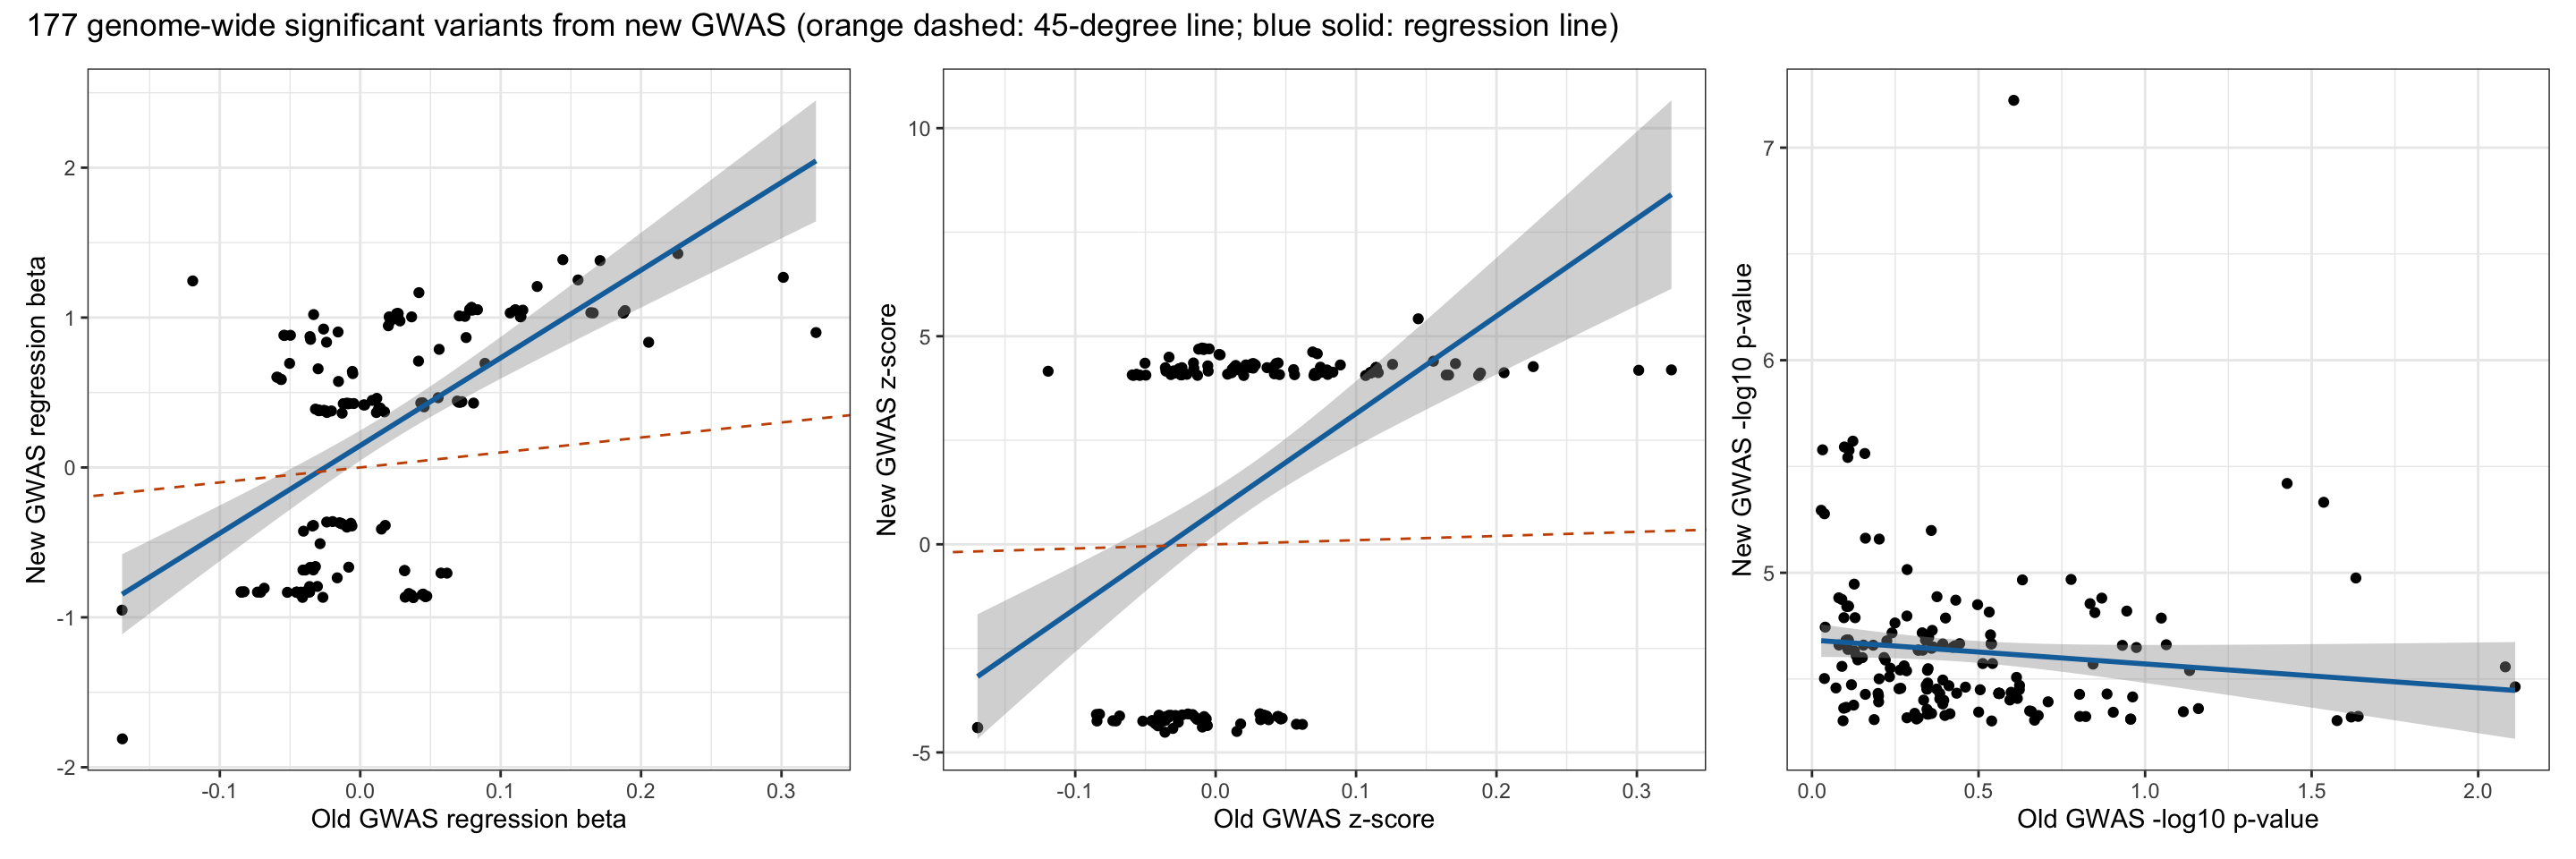 177 genome-wide significant variants from new GWAS (orange dashed: 45-degree line; blue solid: regression line)
New GWAS regression beta
2
1
0
-1
-2
-0.1 0.0 0.1 0.2 0.3
Old GWAS regression beta
New GWAS z-score
10
5
0
-5
-0.1 0.0 0.1 0.2 0.3
Old GWAS z-score
New GWAS -log10 p-value
7
6
5
0.0 0.5 1.0 1.5 2.0
Old GWAS -log10 p-value